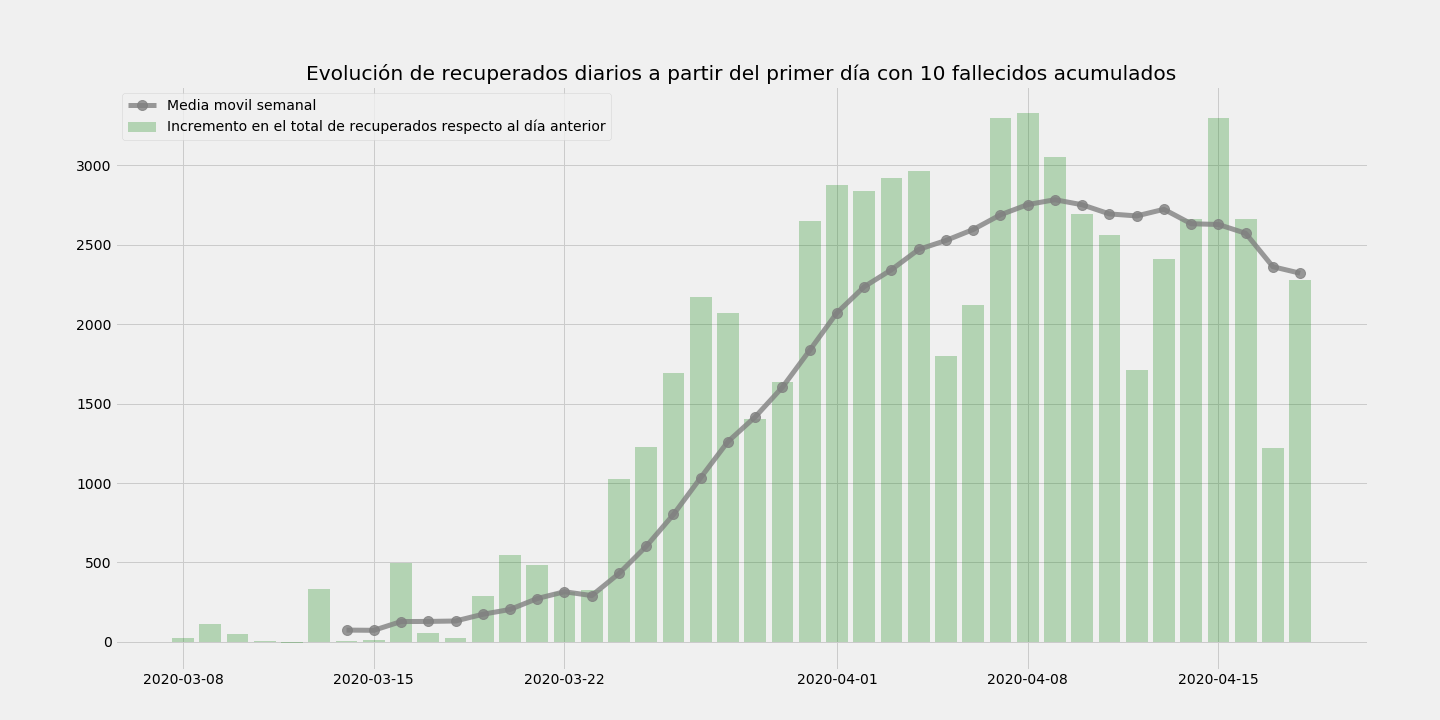 Evolución de recuperados diarios a partir del primer día con 10 fallecidos acumulados
Media movil semanal
Incremento en el total de recuperados respecto al día anterior
3000
2500
2000
1500
1000
500
0
2020-03-08 2020-03-15 2020-03-22 2020-04-01 2020-04-08 2020-04-15